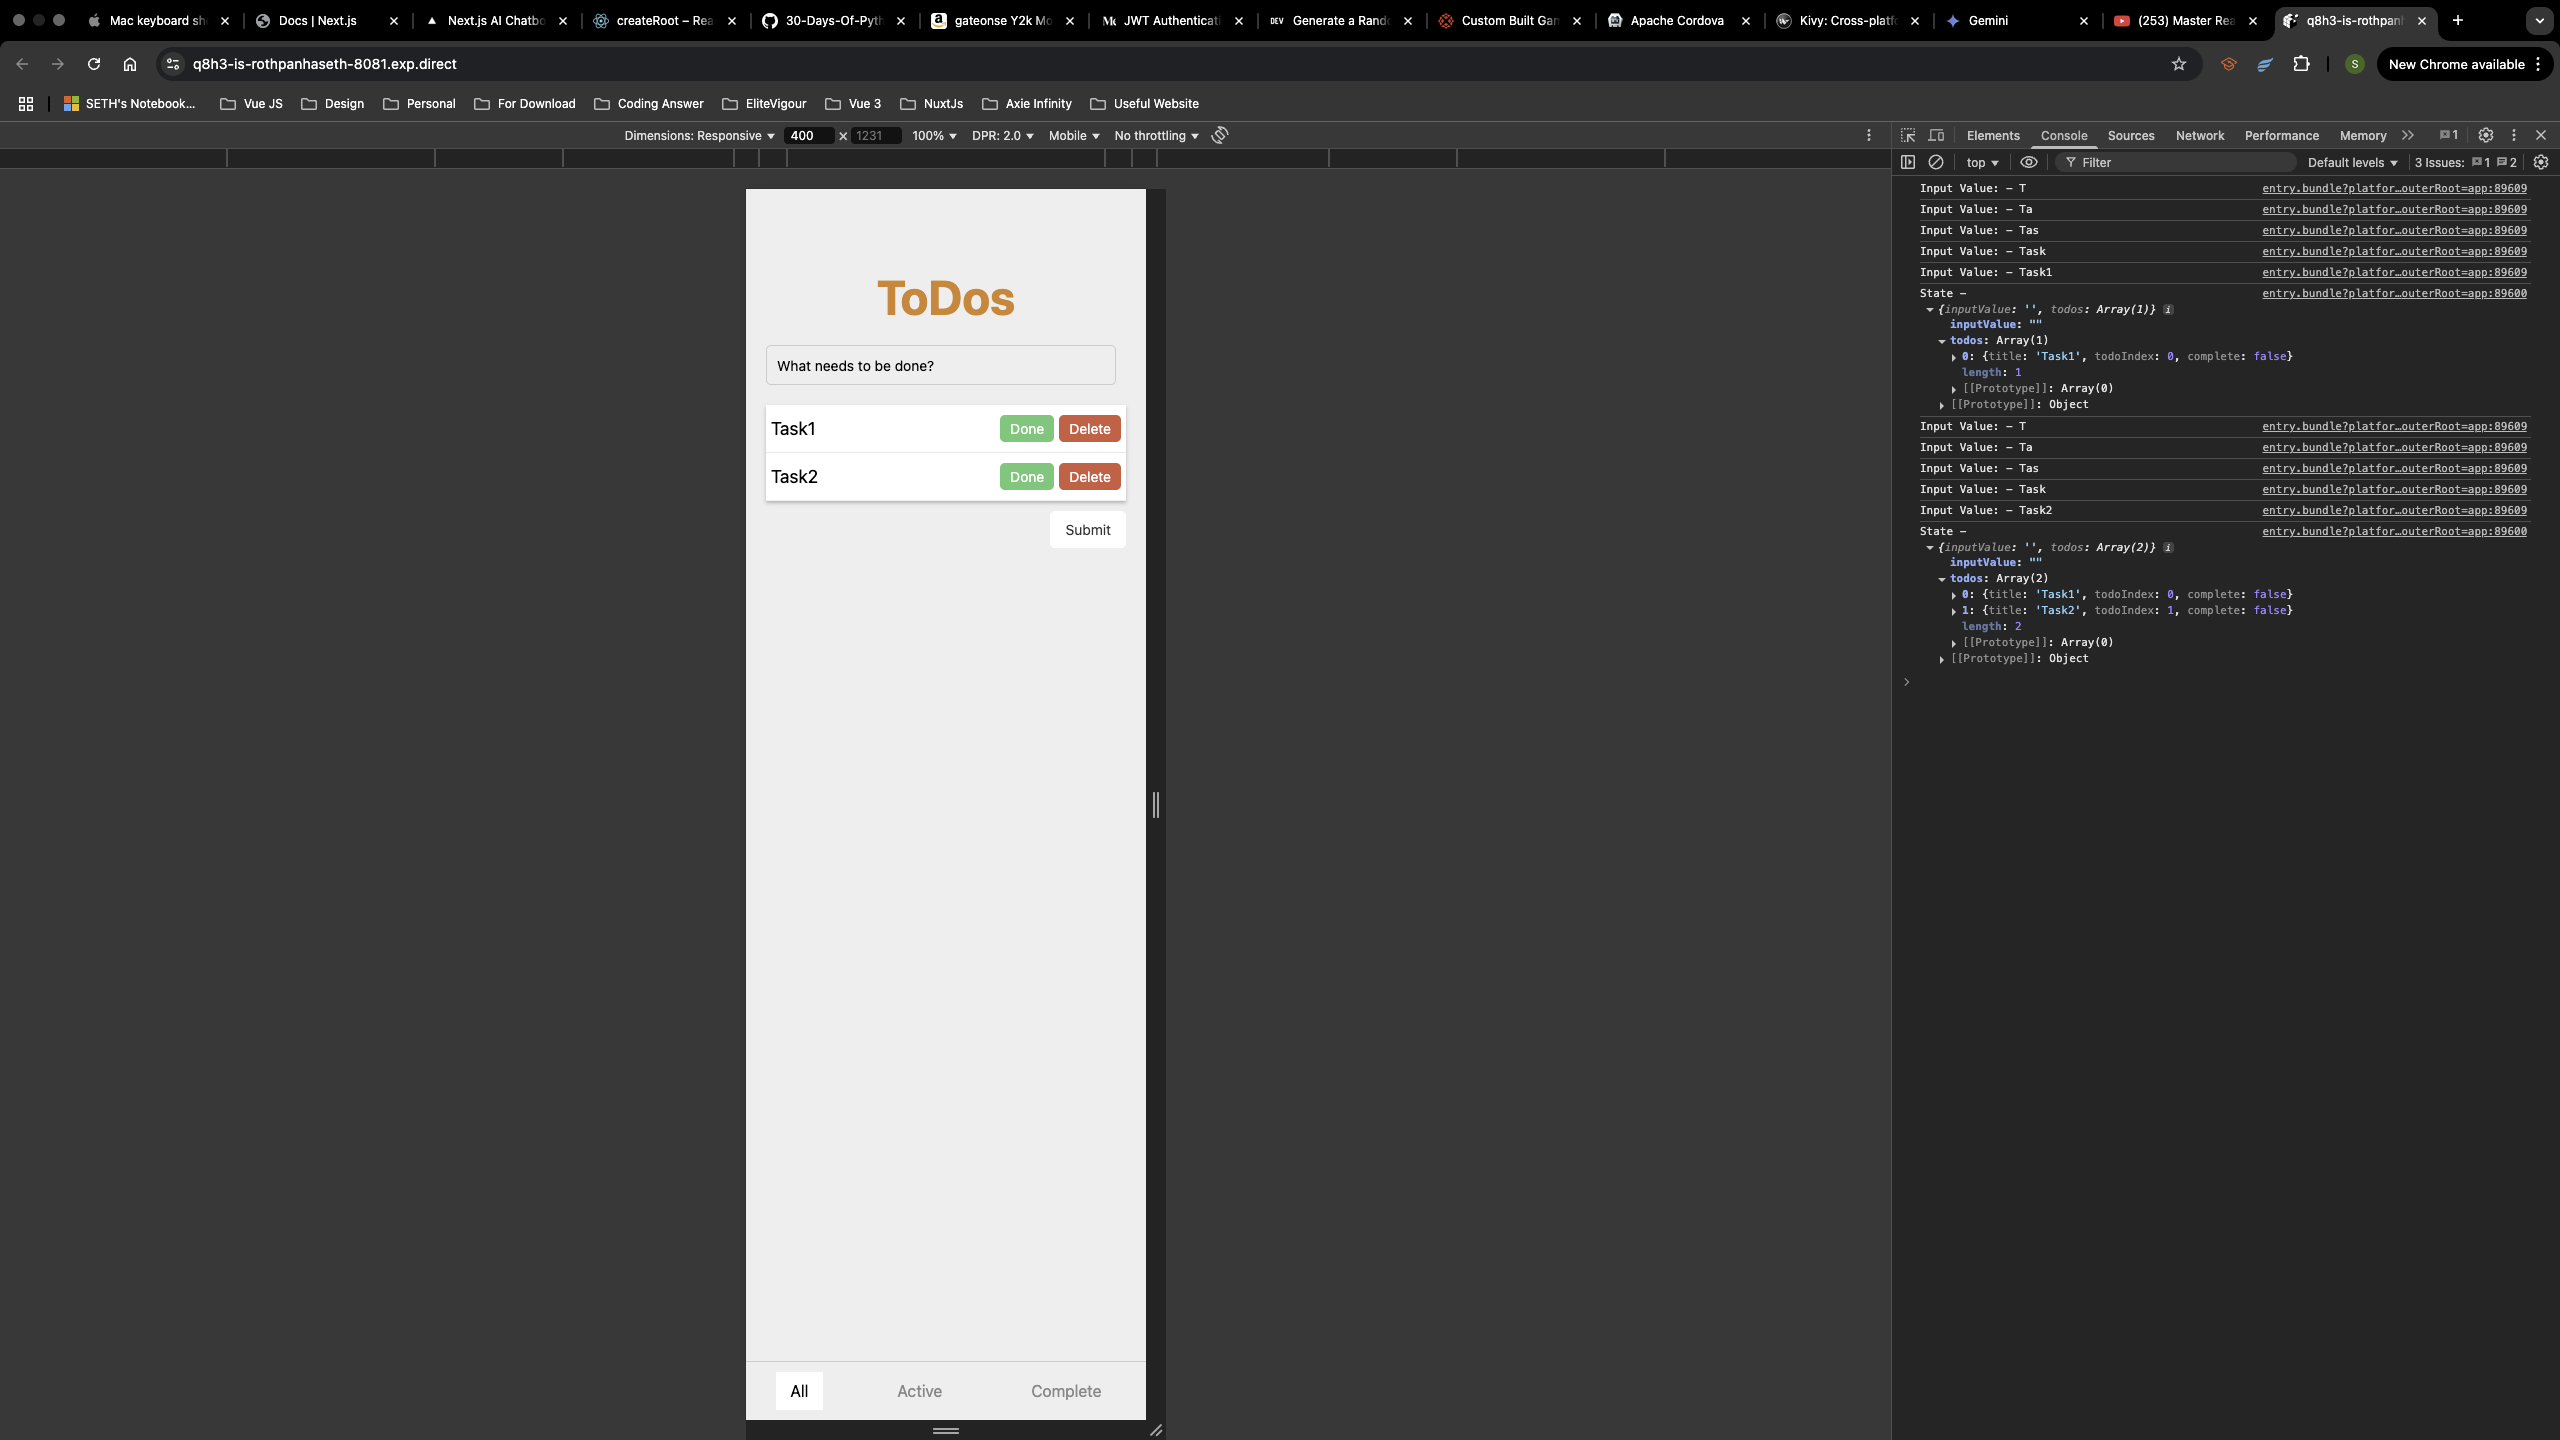 Mac keyboard sh
Docs | Next.js
Next.js AI Chatbo
createRoot – Rea
30-Days-Of-Pyth
gateonse Y2k Mo
JWT Authenticati
DEV Generate a Rando
Custom Built Gam
Apache Cordova
Kivy: Cross-platf
Gemini
(253) Master Rea
q8h3-is-rothpanh
q8h3-is-rothpanhaseth-8081.exp.direct
S
New Chrome available
SETH's Notebook...
Vue JS
Design
Personal
For Download
Coding Answer
EliteVigour
Vue 3
NuxtJs
Axie Infinity
Useful Website
Dimensions: Responsive 400 × 1231 100% DPR: 2.0 Mobile No throttling
Elements Console Sources Network Performance Memory 1
top Filter Default levels 3 Issues: 1 2
ToDos
What needs to be done?
Task1 Done Delete
Task2 Done Delete
Submit
All Active Complete
Input Value: – T entry.bundle?platfor…outerRoot=app:89609
Input Value: – Ta entry.bundle?platfor…outerRoot=app:89609
Input Value: – Tas entry.bundle?platfor…outerRoot=app:89609
Input Value: – Task entry.bundle?platfor…outerRoot=app:89609
Input Value: – Task1 entry.bundle?platfor…outerRoot=app:89609
State – entry.bundle?platfor…outerRoot=app:89600
{inputValue: '', todos: Array(1)} i
inputValue: ""
todos: Array(1)
0: {title: 'Task1', todoIndex: 0, complete: false}
length: 1
[[Prototype]]: Array(0)
[[Prototype]]: Object
Input Value: – T entry.bundle?platfor…outerRoot=app:89609
Input Value: – Ta entry.bundle?platfor…outerRoot=app:89609
Input Value: – Tas entry.bundle?platfor…outerRoot=app:89609
Input Value: – Task entry.bundle?platfor…outerRoot=app:89609
Input Value: – Task2 entry.bundle?platfor…outerRoot=app:89609
State – entry.bundle?platfor…outerRoot=app:89600
{inputValue: '', todos: Array(2)} i
inputValue: ""
todos: Array(2)
0: {title: 'Task1', todoIndex: 0, complete: false}
1: {title: 'Task2', todoIndex: 1, complete: false}
length: 2
[[Prototype]]: Array(0)
[[Prototype]]: Object